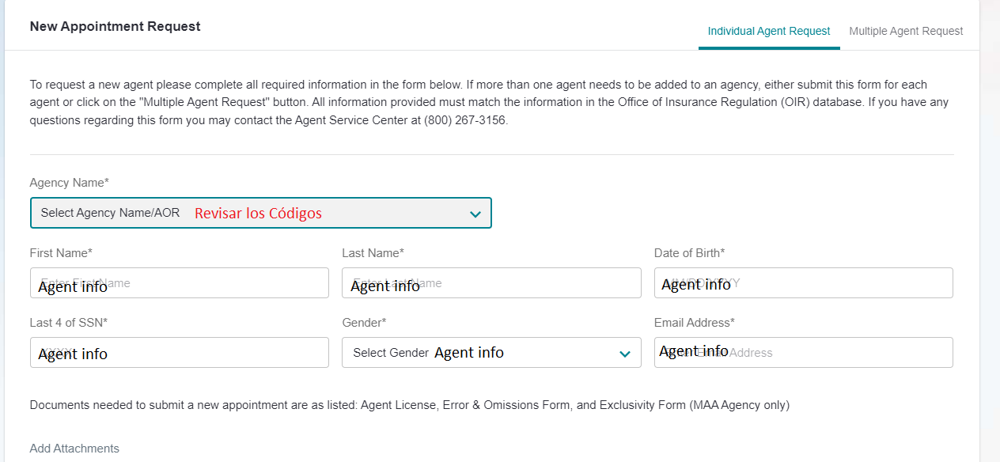 New Appointment Request
Individual Agent Request Multiple Agent Request
To request a new agent please complete all required information in the form below. If more than one agent needs to be added to an agency, either submit this form for each
agent or click on the "Multiple Agent Request" button. All information provided must match the information in the Office of Insurance Regulation (OIR) database. If you have any
questions regarding this form you may contact the Agent Service Center at (800) 267-3156.
Agency Name*
Select Agency Name/AOR Revisar los Códigos
First Name* Last Name* Date of Birth*
Agent info Name Agent info Name Agent info
Last 4 of SSN* Gender* Email Address*
Agent info Select Gender Agent info Agent info Address
Documents needed to submit a new appointment are as listed: Agent License, Error & Omissions Form, and Exclusivity Form (MAA Agency only)
Add Attachments